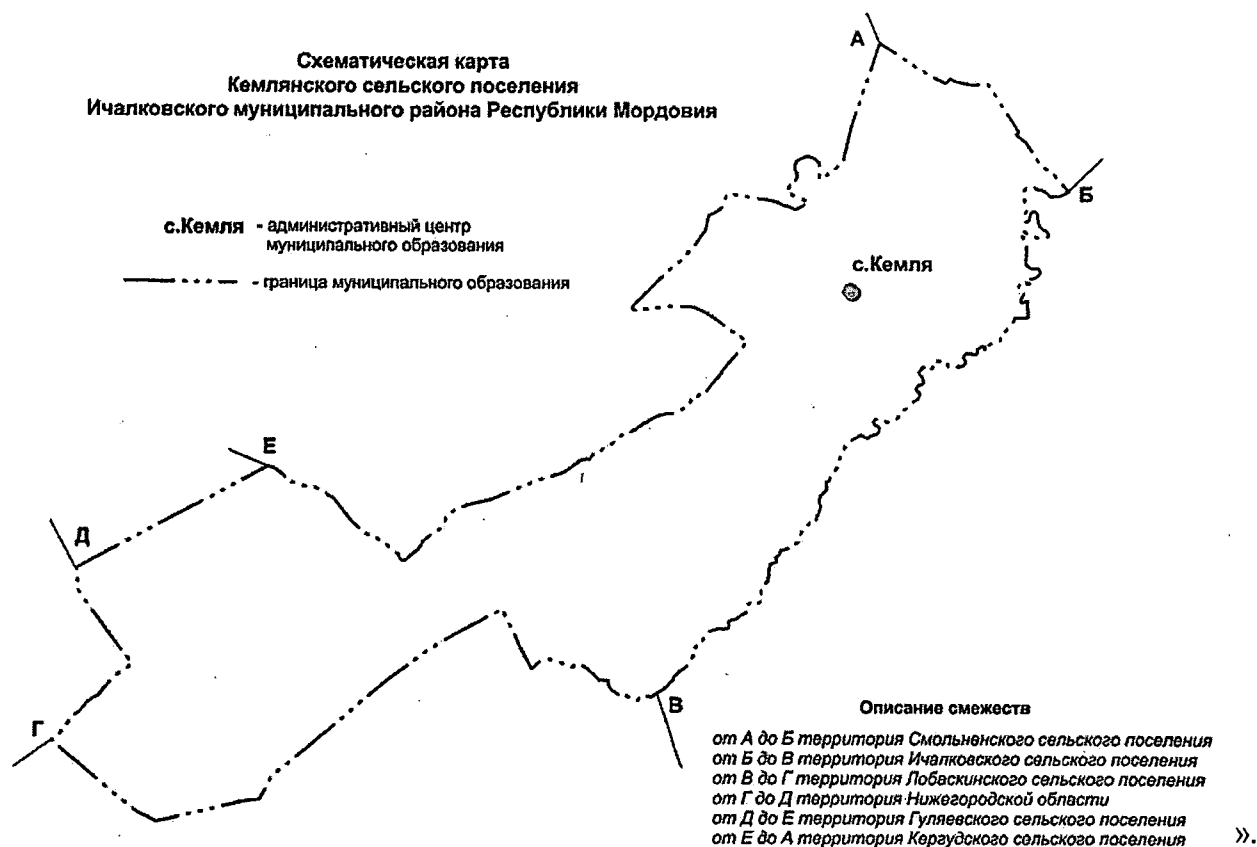 Схематическая карта
Кемлянского сельского поселения
Ичалковского муниципального района Республики Мордовия
с.Кемля - административный центр
муниципального образования
- граница муниципального образования
А
Б
с.Кемля
Е
Д
Г
В
Описание смежеств
от А до Б территория Смольненского сельского поселения
от Б до В территория Ичалковского сельского поселения
от В до Г территория Лобаскинского сельского поселения
от Г до Д территория Нижегородской области
от Д до Е территория Гуляевского сельского поселения
от Е до А территория Кергудского сельского поселения ».